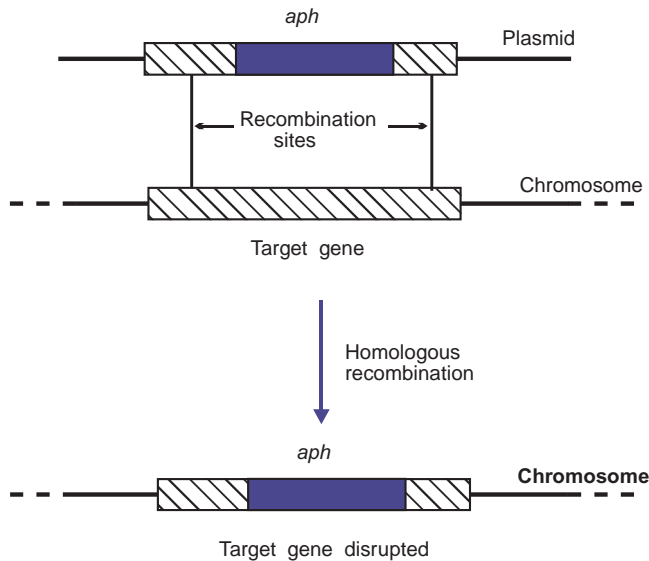 aph
Plasmid
Recombination
sites
Chromosome
Target gene
Homologous
recombination
aph
Chromosome
Target gene disrupted